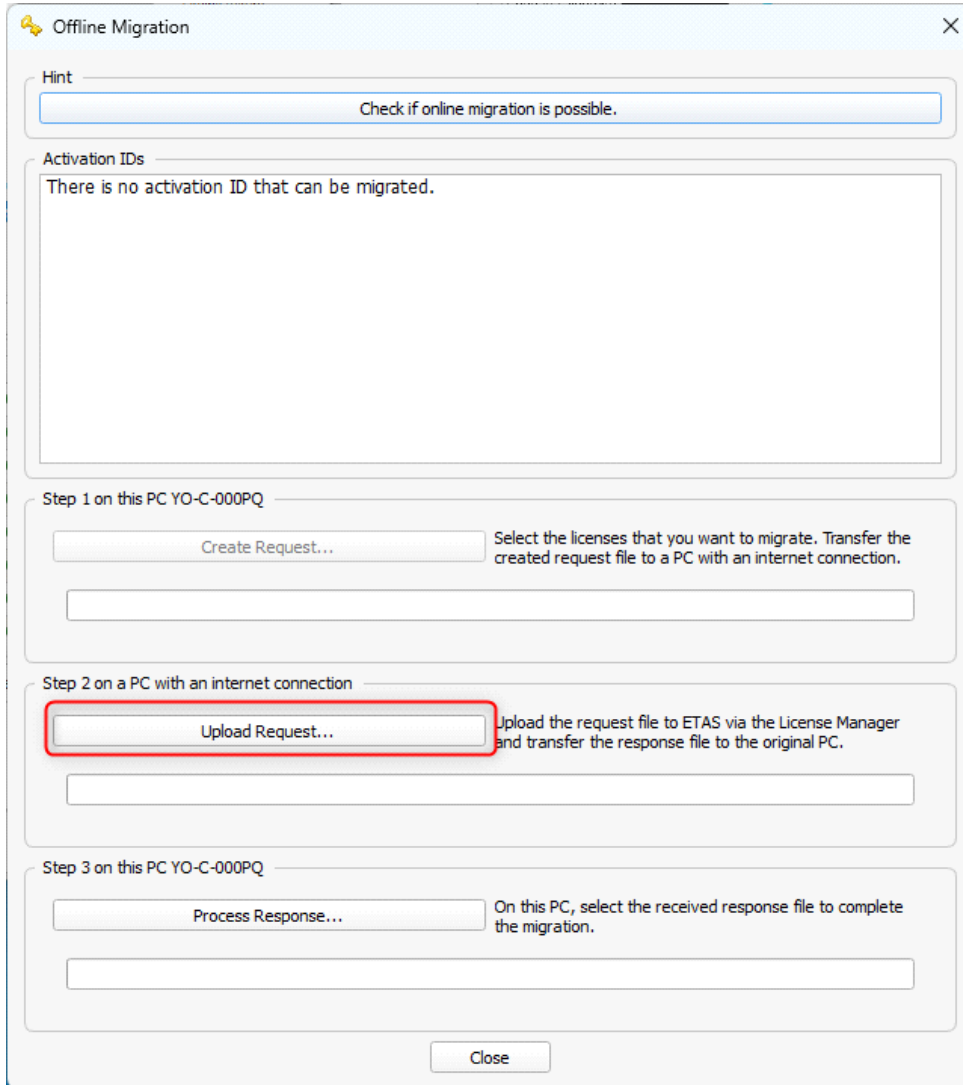 Offline Migration
Hint
Check if online migration is possible.
Activation IDs
There is no activation ID that can be migrated.
Step 1 on this PC YO-C-000PQ
Create Request...
Select the licenses that you want to migrate. Transfer the
created request file to a PC with an internet connection.
Step 2 on a PC with an internet connection
Upload Request...
Upload the request file to ETAS via the License Manager
and transfer the response file to the original PC.
Step 3 on this PC YO-C-000PQ
Process Response...
On this PC, select the received response file to complete
the migration.
Close